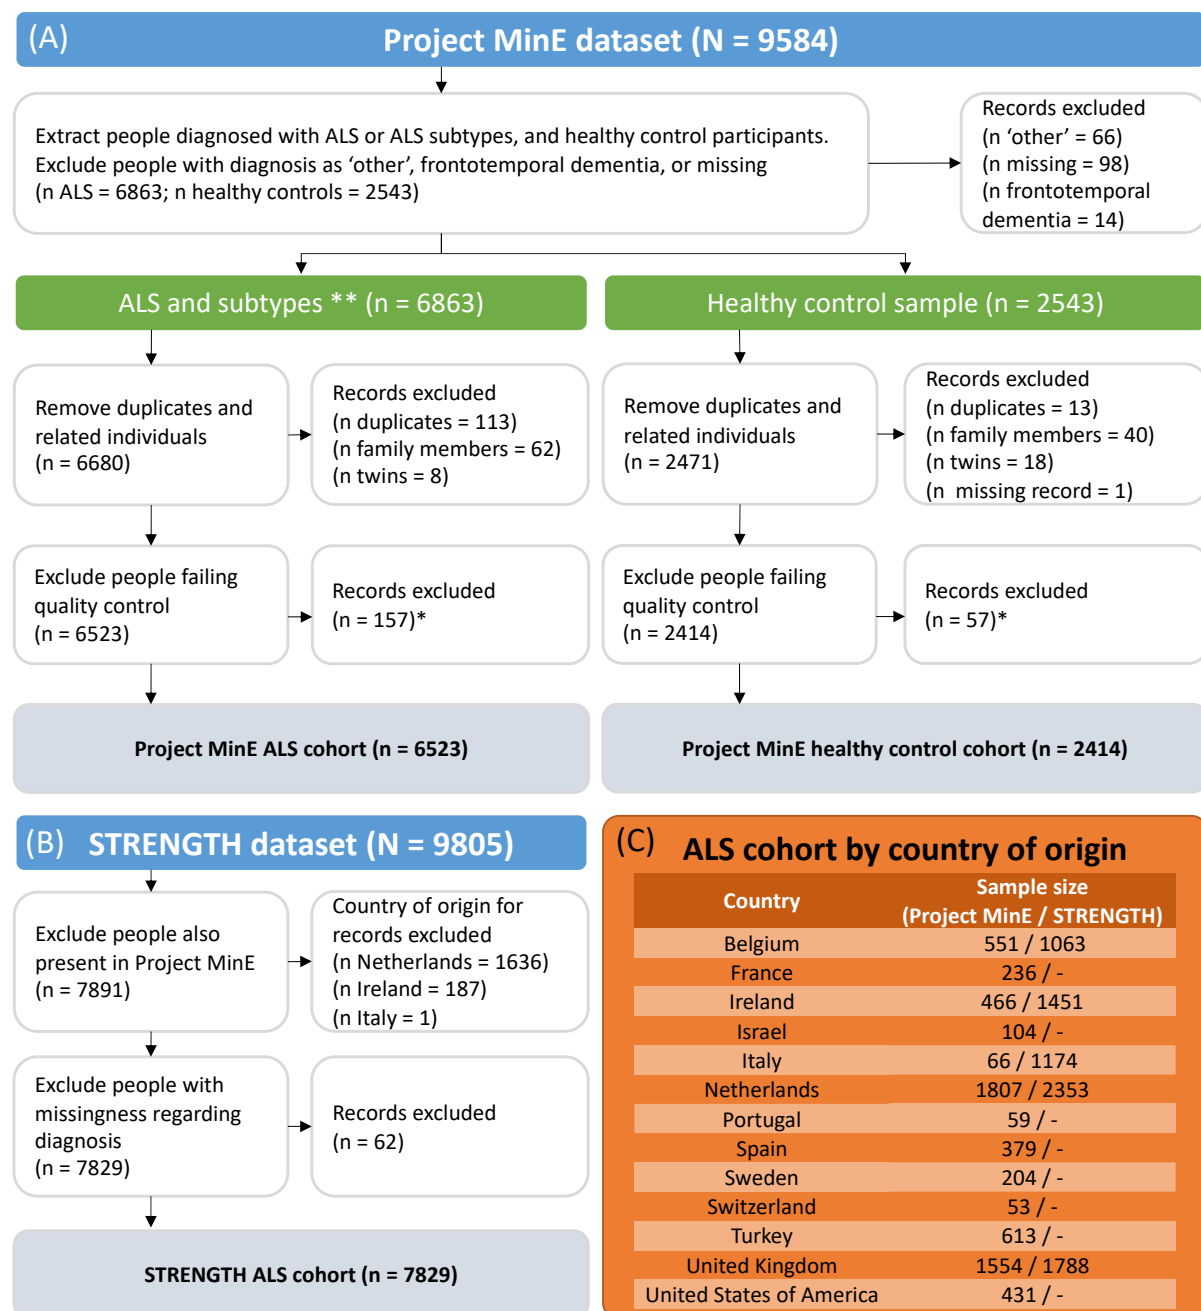 (A) Project MinE dataset (N = 9584)
Extract people diagnosed with ALS or ALS subtypes, and healthy control participants.
Exclude people with diagnosis as ‘other’, frontotemporal dementia, or missing
(n ALS = 6863; n healthy controls = 2543)
Records excluded
(n ‘other’ = 66)
(n missing = 98)
(n frontotemporal
dementia = 14)
ALS and subtypes ** (n = 6863)
Remove duplicates and
related individuals
(n = 6680)
Records excluded
(n duplicates = 113)
(n family members = 62)
(n twins = 8)
Exclude people failing
quality control
(n = 6523)
Records excluded
(n = 157)*
Project MinE ALS cohort (n = 6523)
Healthy control sample (n = 2543)
Remove duplicates and
related individuals
(n = 2471)
Records excluded
(n duplicates = 13)
(n family members = 40)
(n twins = 18)
(n missing record = 1)
Exclude people failing
quality control
(n = 2414)
Records excluded
(n = 57)*
Project MinE healthy control cohort (n = 2414)
(B) STRENGTH dataset (N = 9805)
Exclude people also
present in Project MinE
(n = 7891)
Country of origin for
records excluded
(n Netherlands = 1636)
(n Ireland = 187)
(n Italy = 1)
Exclude people with
missingness regarding
diagnosis
(n = 7829)
Records excluded
(n = 62)
STRENGTH ALS cohort (n = 7829)
(C) ALS cohort by country of origin
Country
Sample size
(Project MinE / STRENGTH)
Belgium 551 / 1063
France 236 / -
Ireland 466 / 1451
Israel 104 / -
Italy 66 / 1174
Netherlands 1807 / 2353
Portugal 59 / -
Spain 379 / -
Sweden 204 / -
Switzerland 53 / -
Turkey 613 / -
United Kingdom 1554 / 1788
United States of America 431 / -